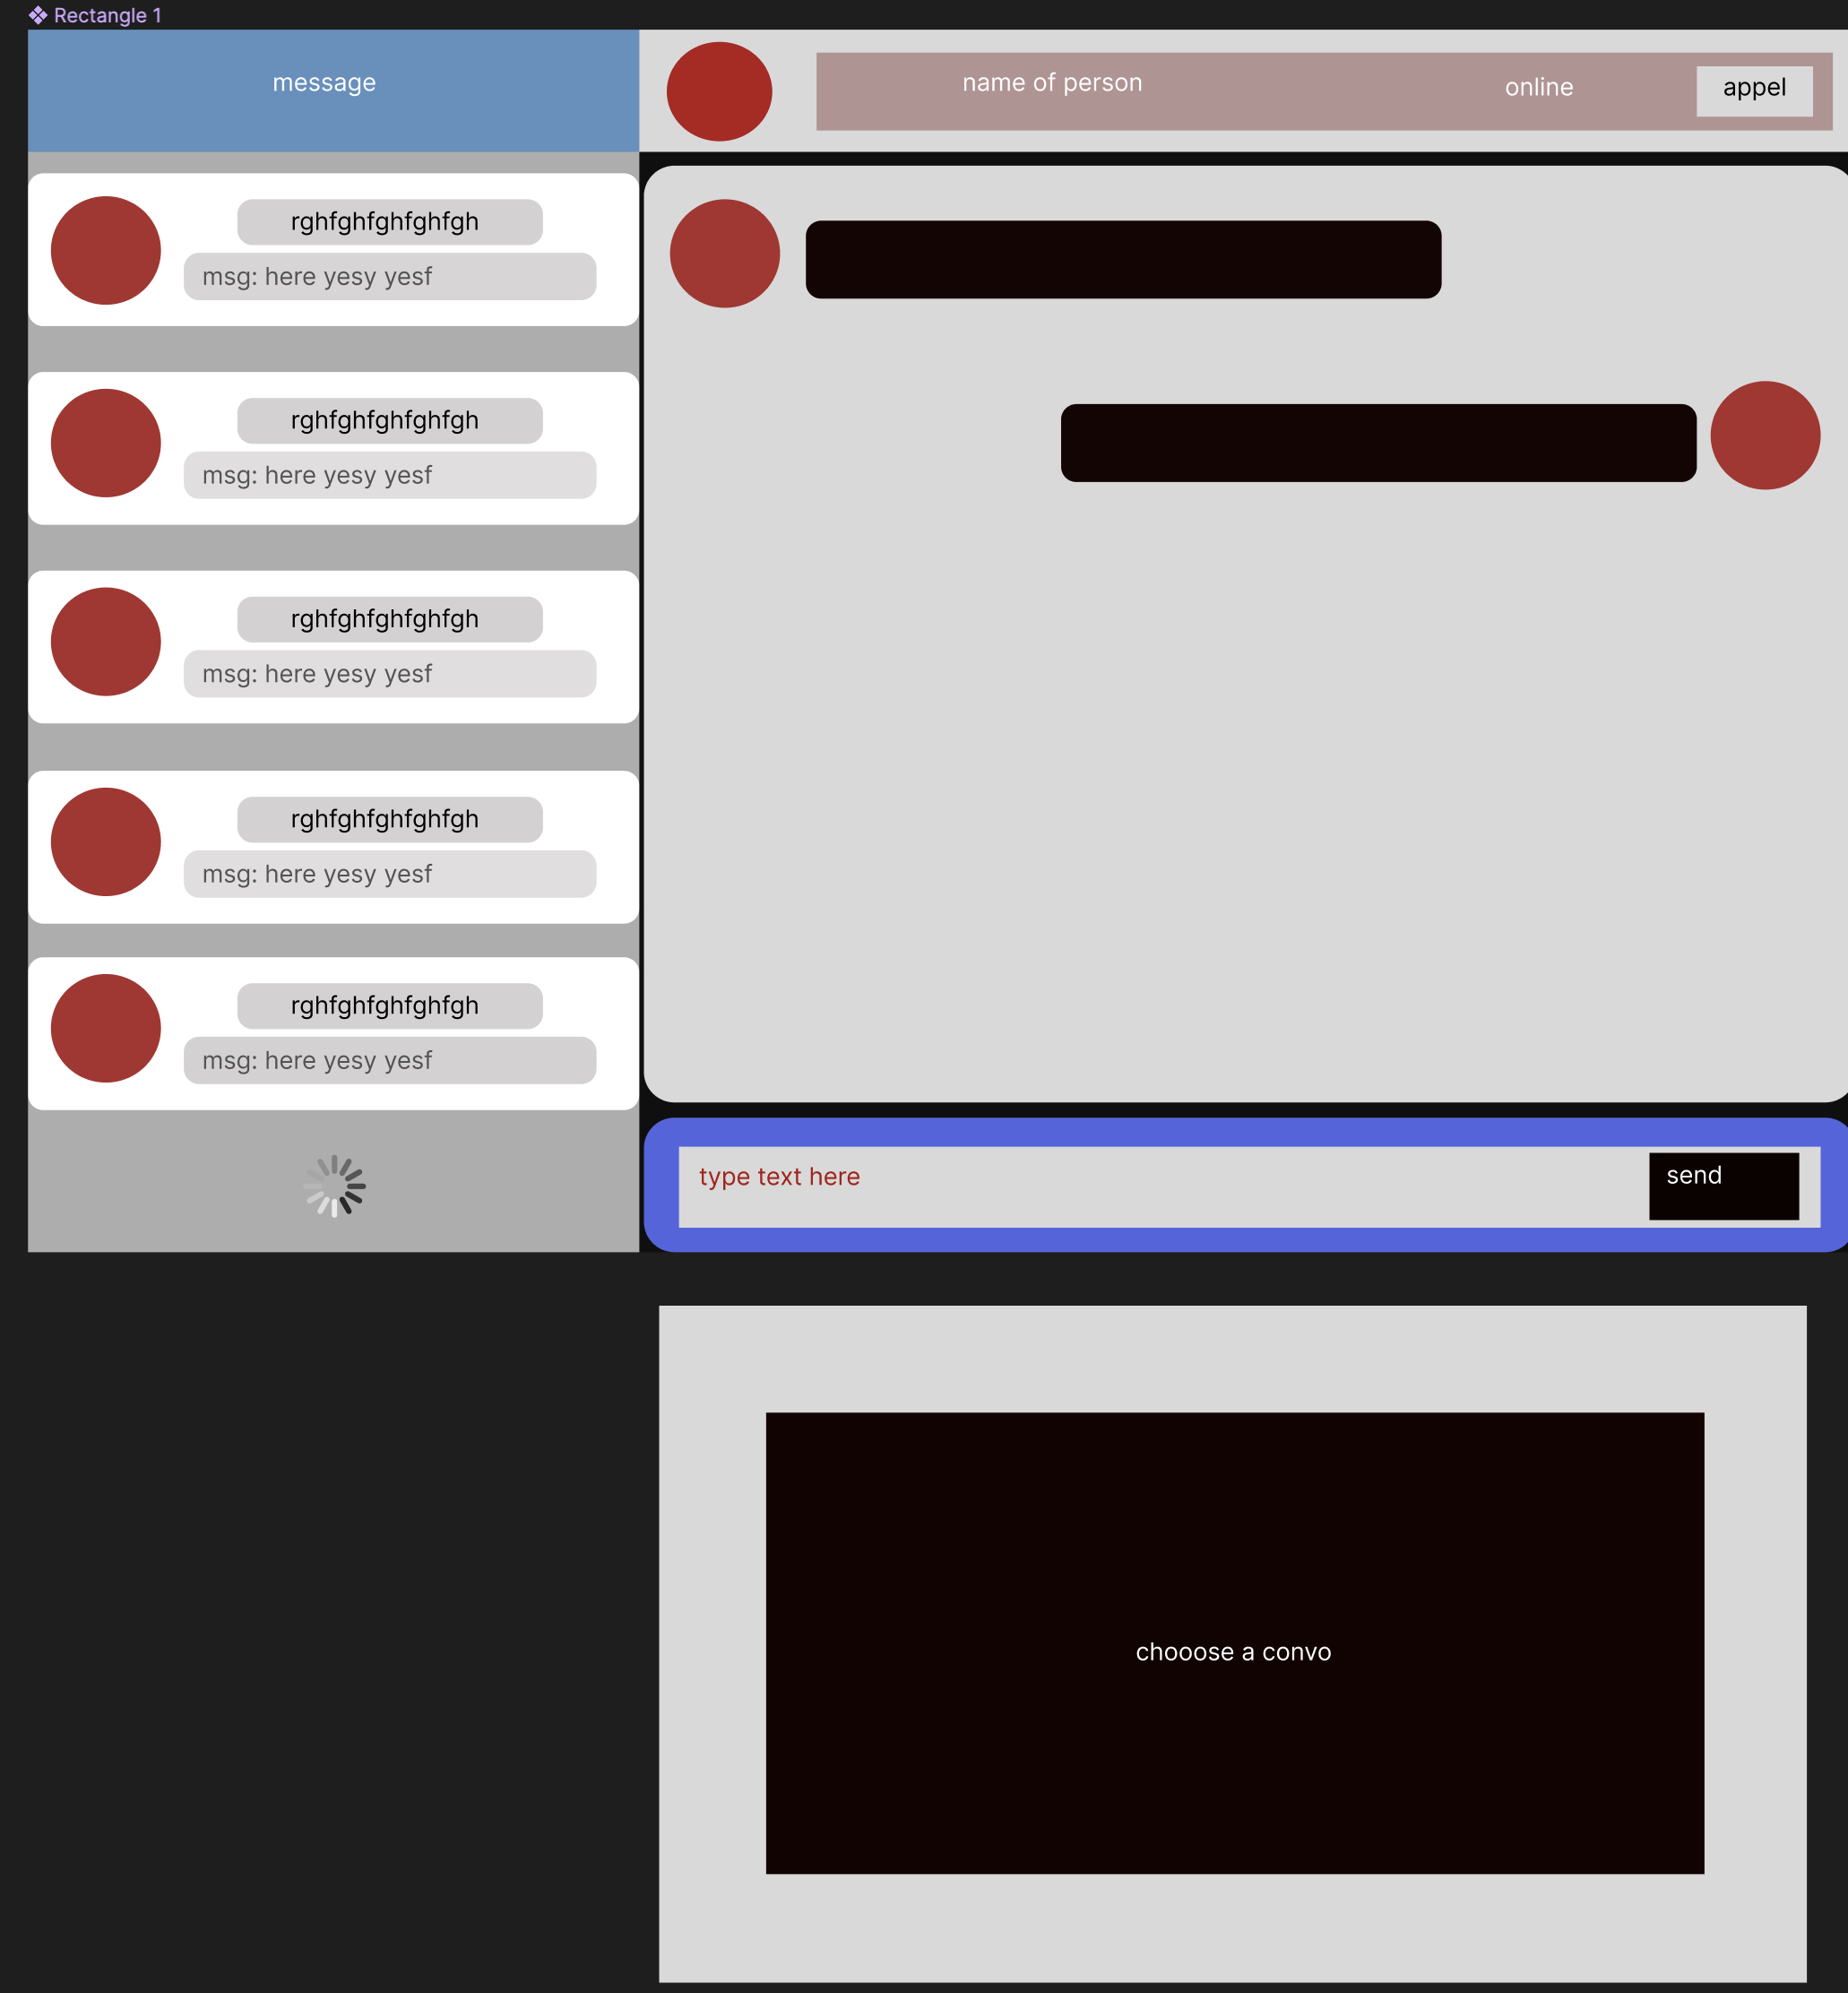 Rectangle 1
message
name of person
online
appel
rghfghfghfghfgh
msg: here yesy yesf
rghfghfghfghfgh
msg: here yesy yesf
rghfghfghfghfgh
msg: here yesy yesf
rghfghfghfghfgh
msg: here yesy yesf
rghfghfghfghfgh
msg: here yesy yesf
type text here
send
chooose a convo